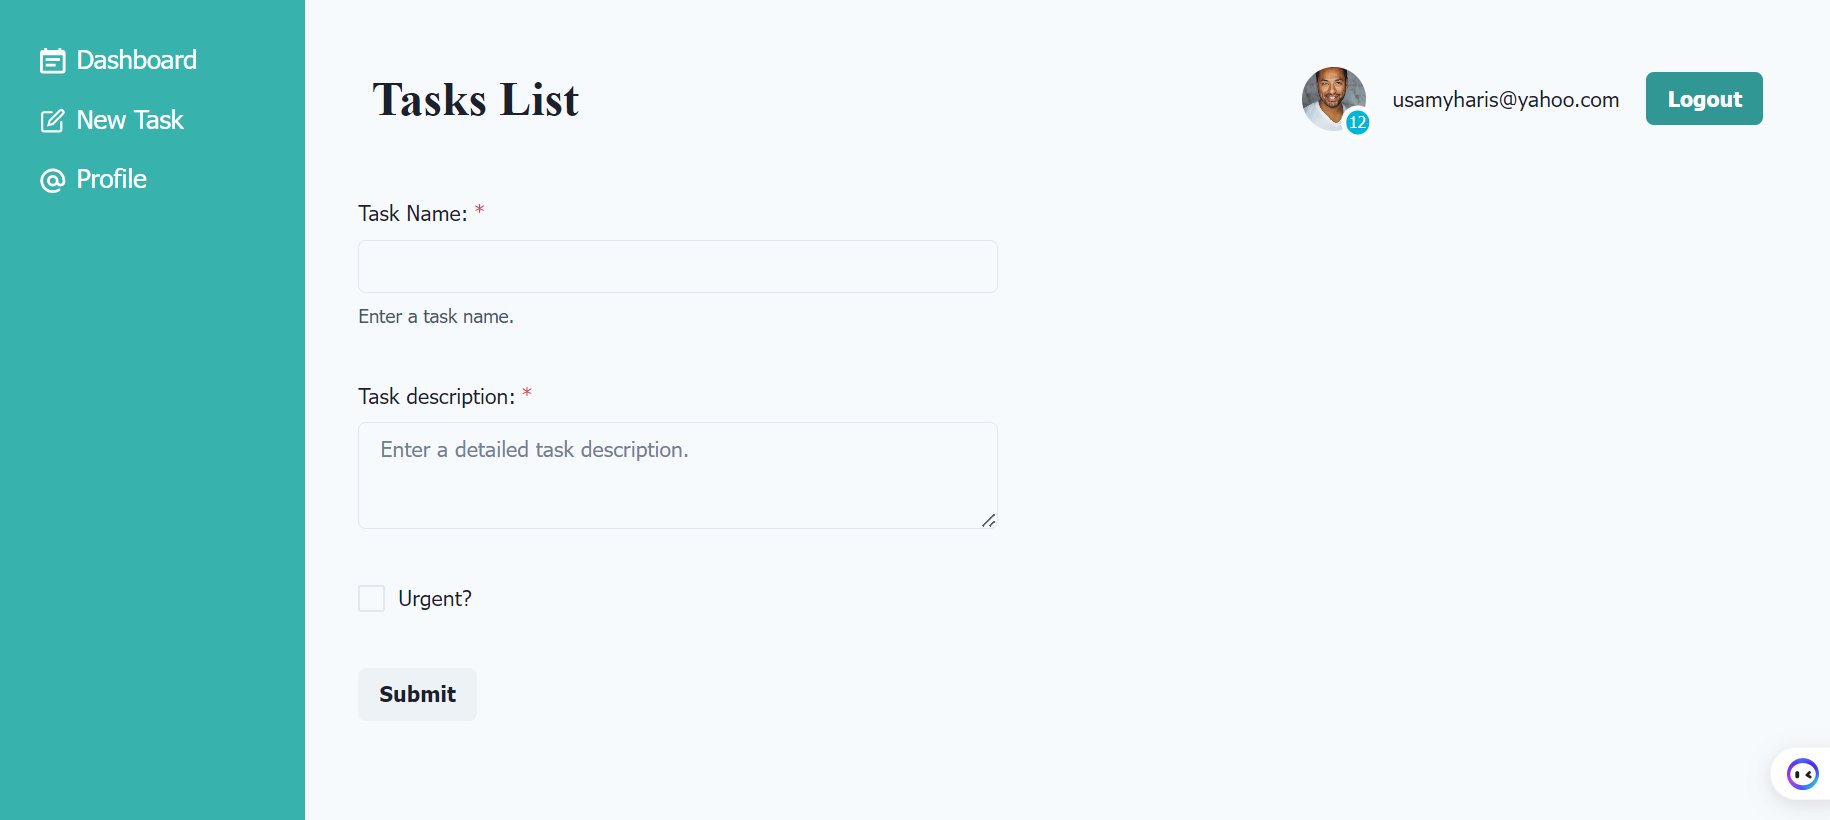 Dashboard
New Task
Profile
Tasks List
12
usamyharis@yahoo.com
Logout
Task Name: *
Enter a task name.
Task description: *
Enter a detailed task description.
Urgent?
Submit